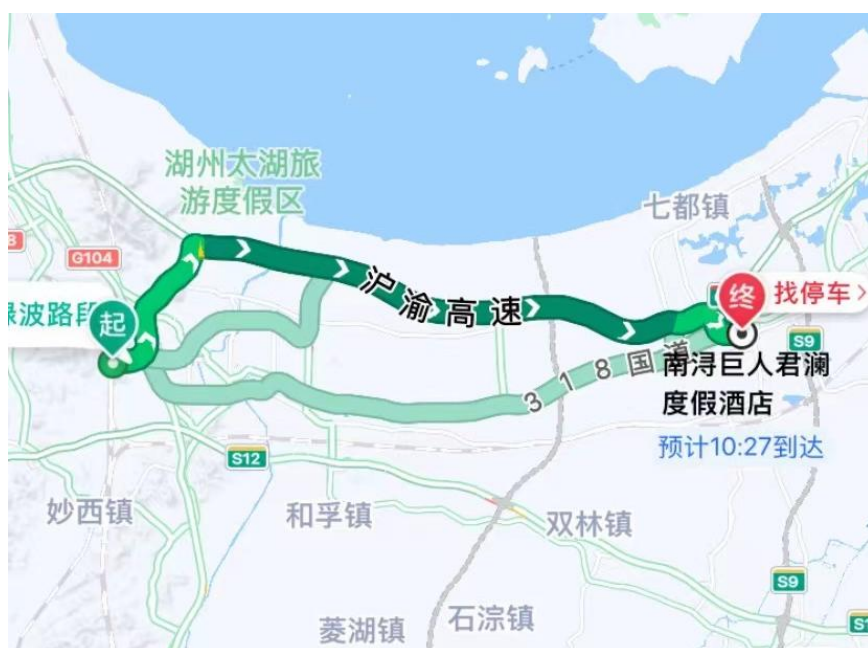 湖州太湖旅
游度假区
七都镇
G104
波路段
起
沪渝高速
终
找停车
S9
318国道
南浔巨人君澜
度假酒店
预计10:27到达
S12
妙西镇
和孚镇
双林镇
S9
菱湖镇
石淙镇